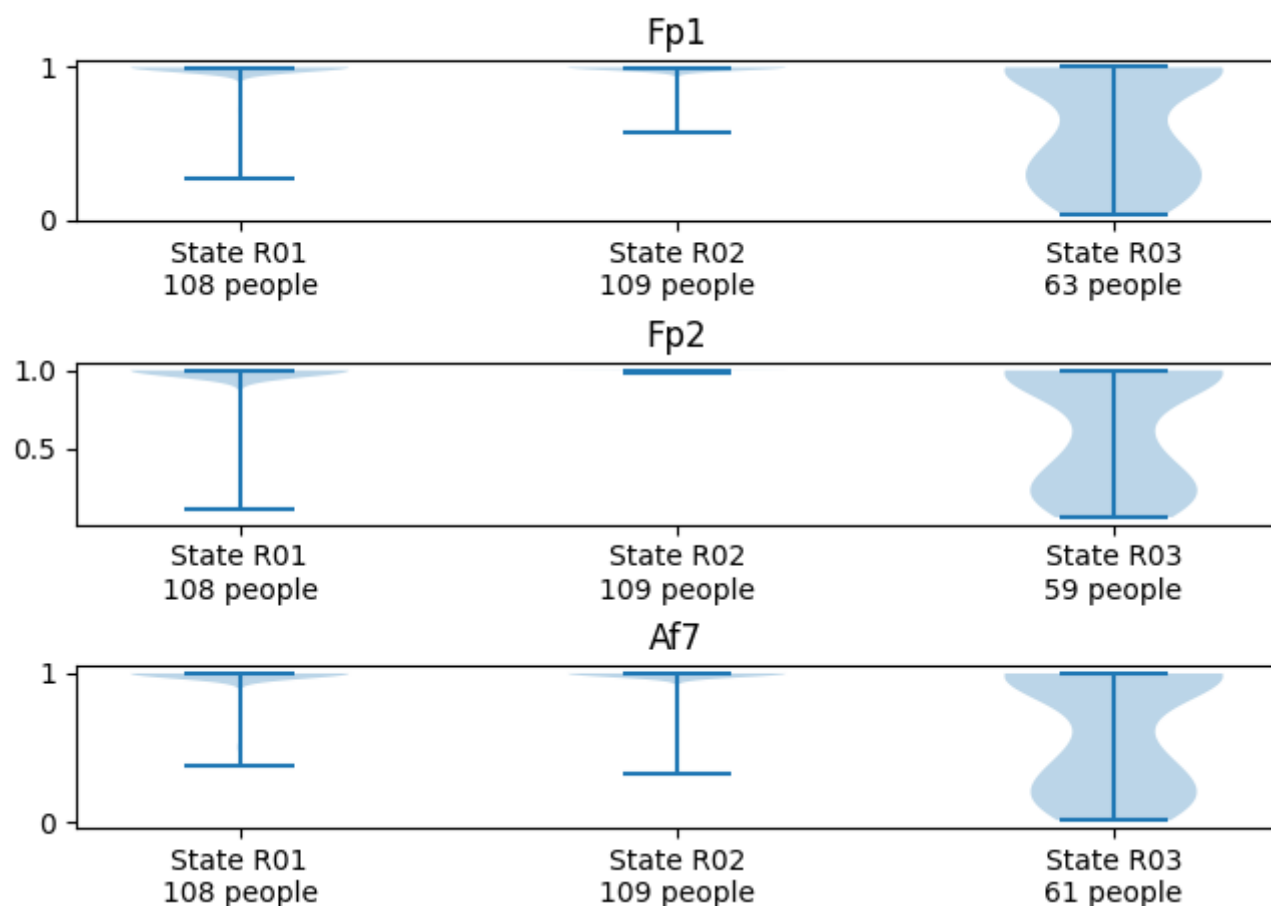 Fp1
1
0
State R01 State R02 State R03
108 people 109 people 63 people
Fp2
1.0
0.5
State R01 State R02 State R03
108 people 109 people 59 people
Af7
1
0
State R01 State R02 State R03
108 people 109 people 61 people